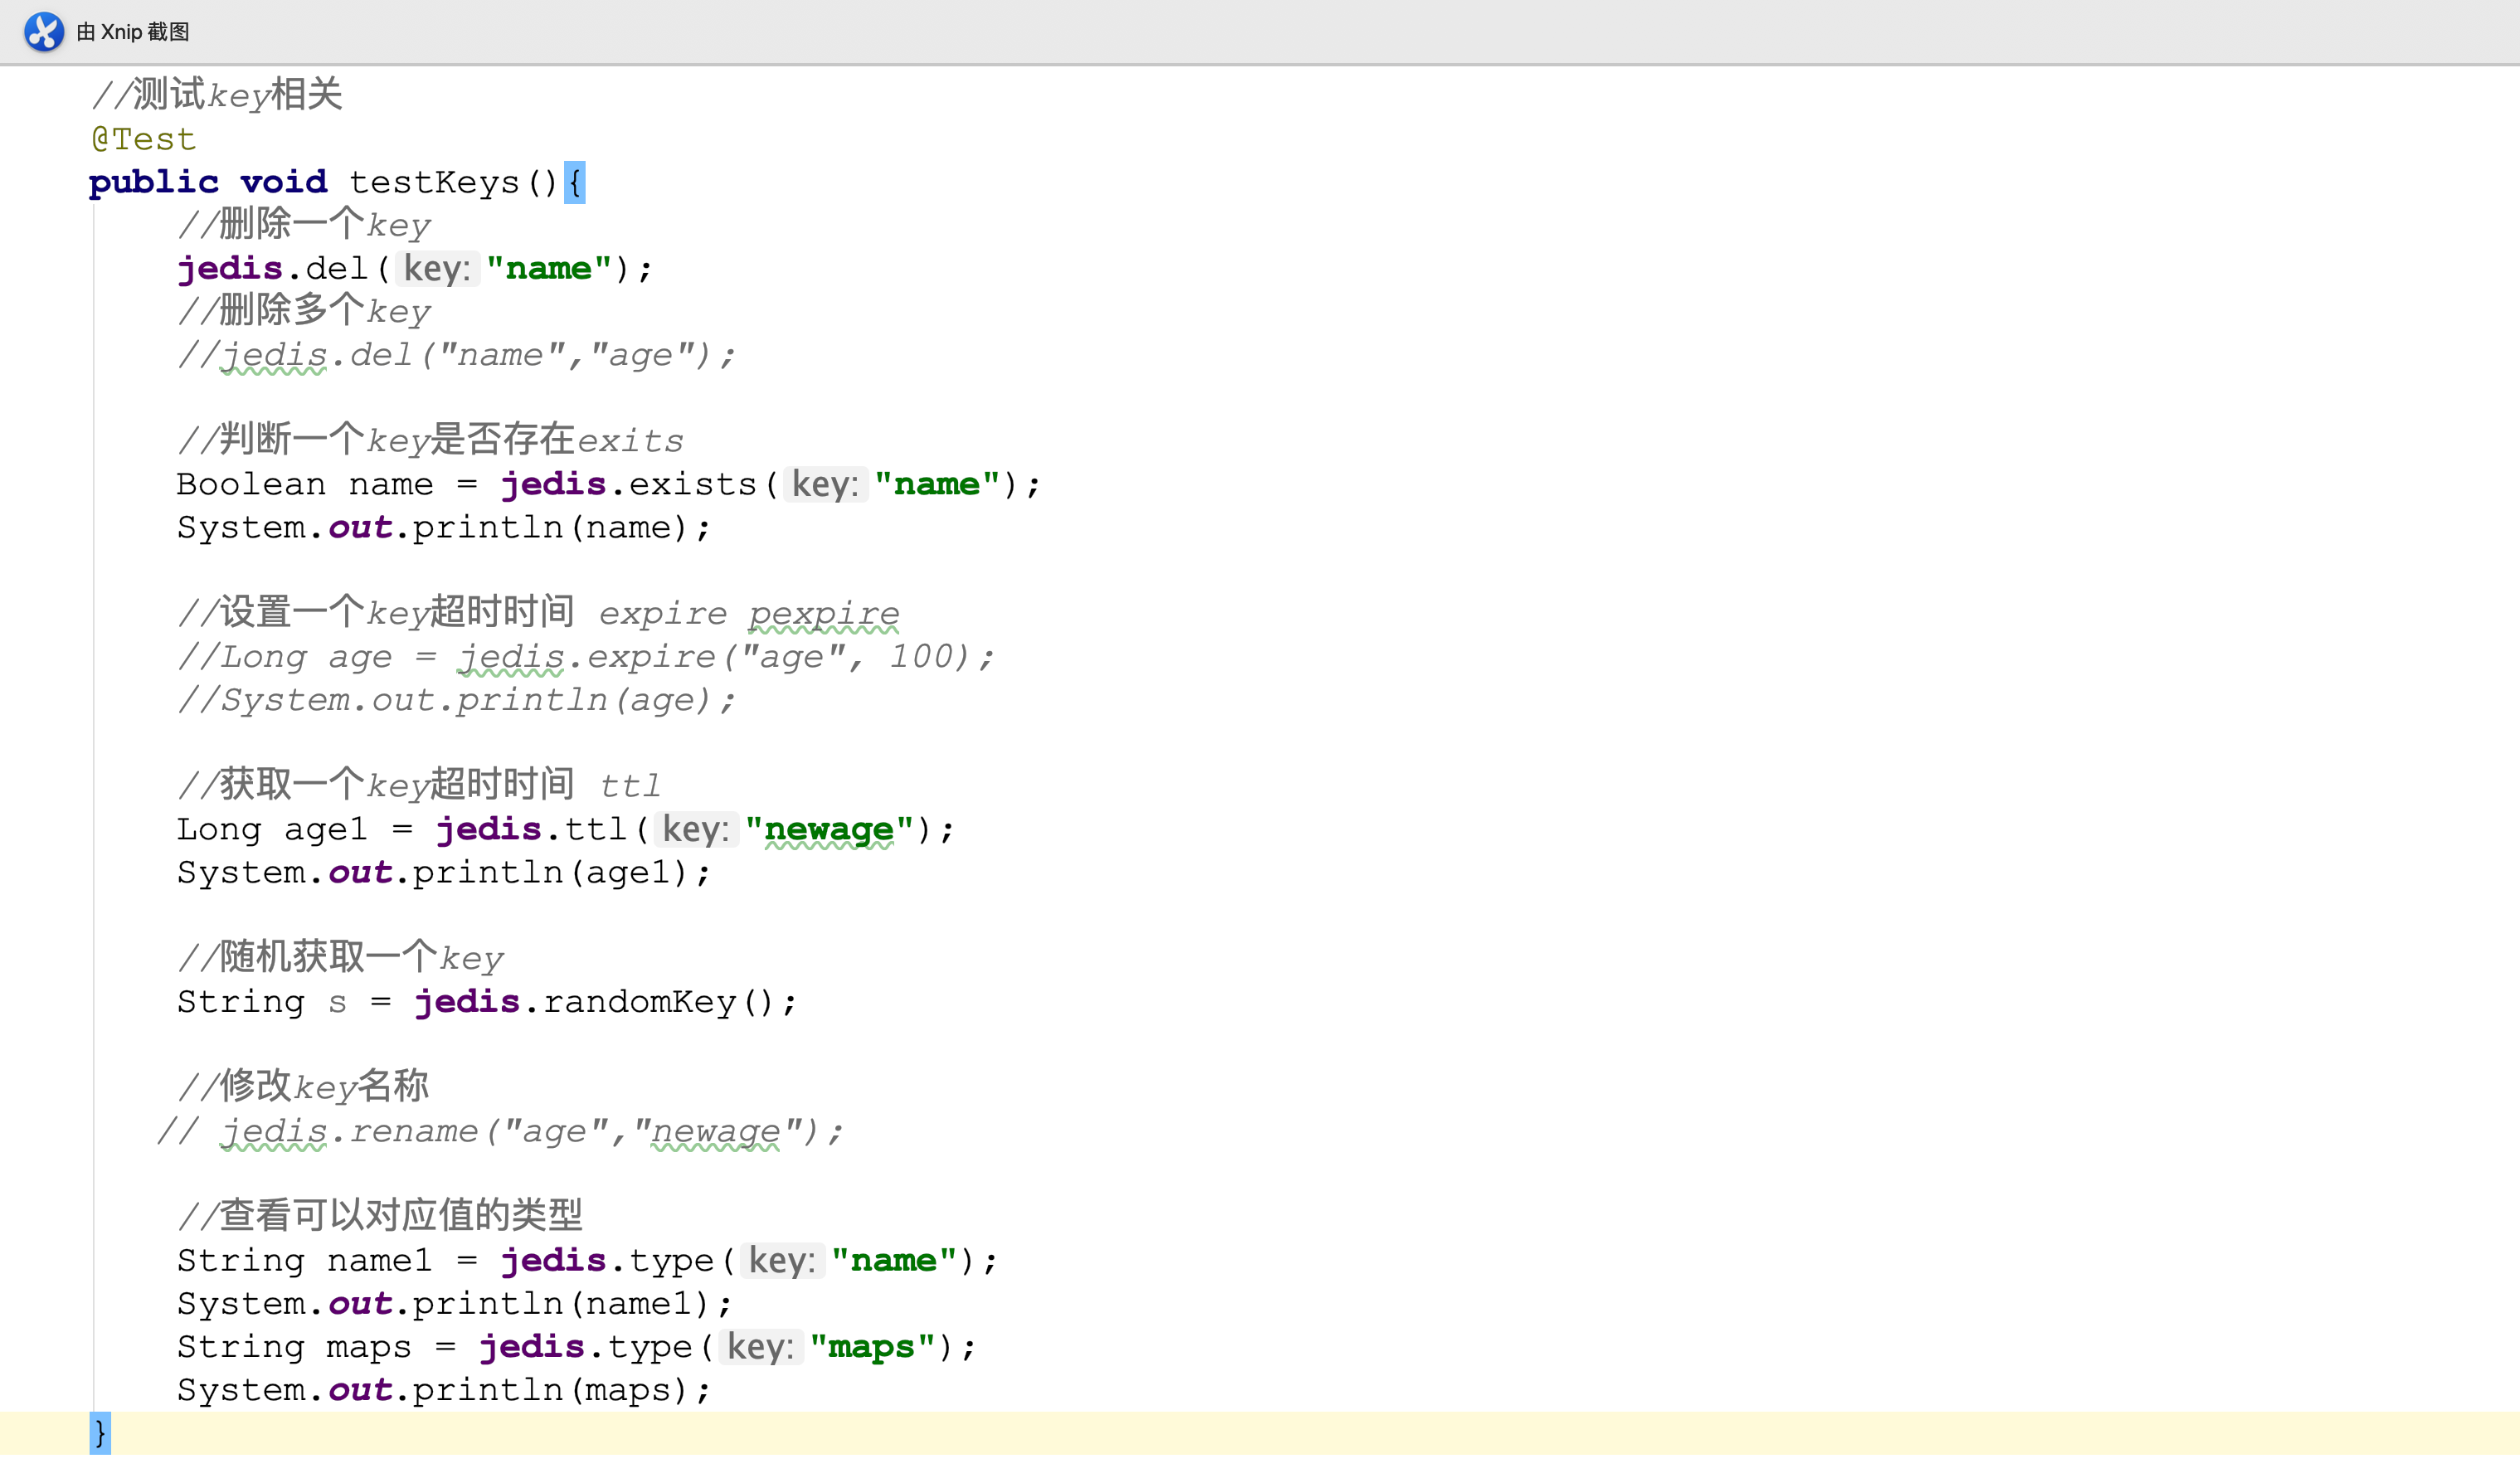 由 Xnip 截图
//测试key相关
@Test
public void testKeys(){
//删除一个key
jedis.del( key: "name");
//删除多个key
//jedis.del("name","age");
//判断一个key是否存在exits
Boolean name = jedis.exists( key: "name");
System.out.println(name);
//设置一个key超时时间 expire pexpire
//Long age = jedis.expire("age", 100);
//System.out.println(age);
//获取一个key超时时间 ttl
Long age1 = jedis.ttl( key: "newage");
System.out.println(age1);
//随机获取一个key
String s = jedis.randomKey();
//修改key名称
// jedis.rename("age","newage");
//查看可以对应值的类型
String name1 = jedis.type( key: "name");
System.out.println(name1);
String maps = jedis.type( key: "maps");
System.out.println(maps);
}